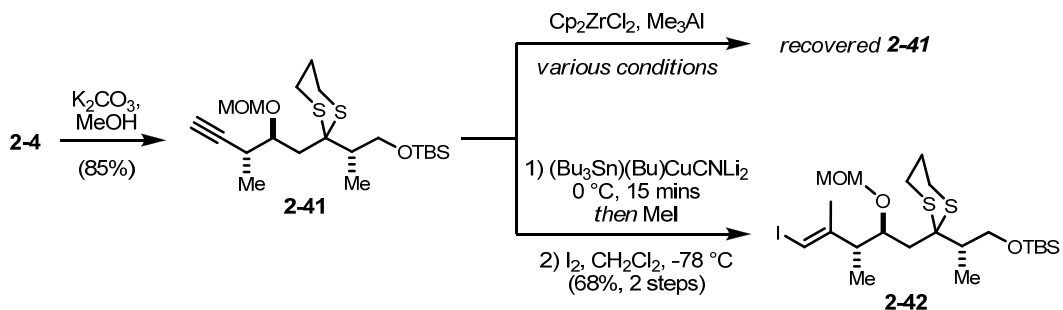 Cp2ZrCl2, Me3Al
various conditions
recovered 2-41
K2CO3,
MeOH
2-4
(85%)
MOMO
S
S
OTBS
Me
Me
2-41
1) (Bu3Sn)(Bu)CuCNLi2
0 °C, 15 mins
then MeI
2) I2, CH2Cl2, -78 °C
(68%, 2 steps)
MOM
O
S
S
I
OTBS
Me
Me
2-42